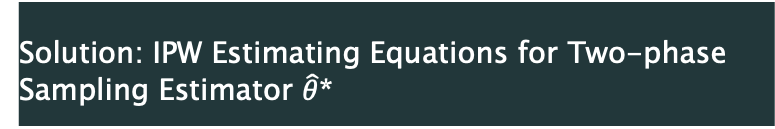 Solution: IPW Estimating Equations for Two-phase
Sampling Estimator θ̂*